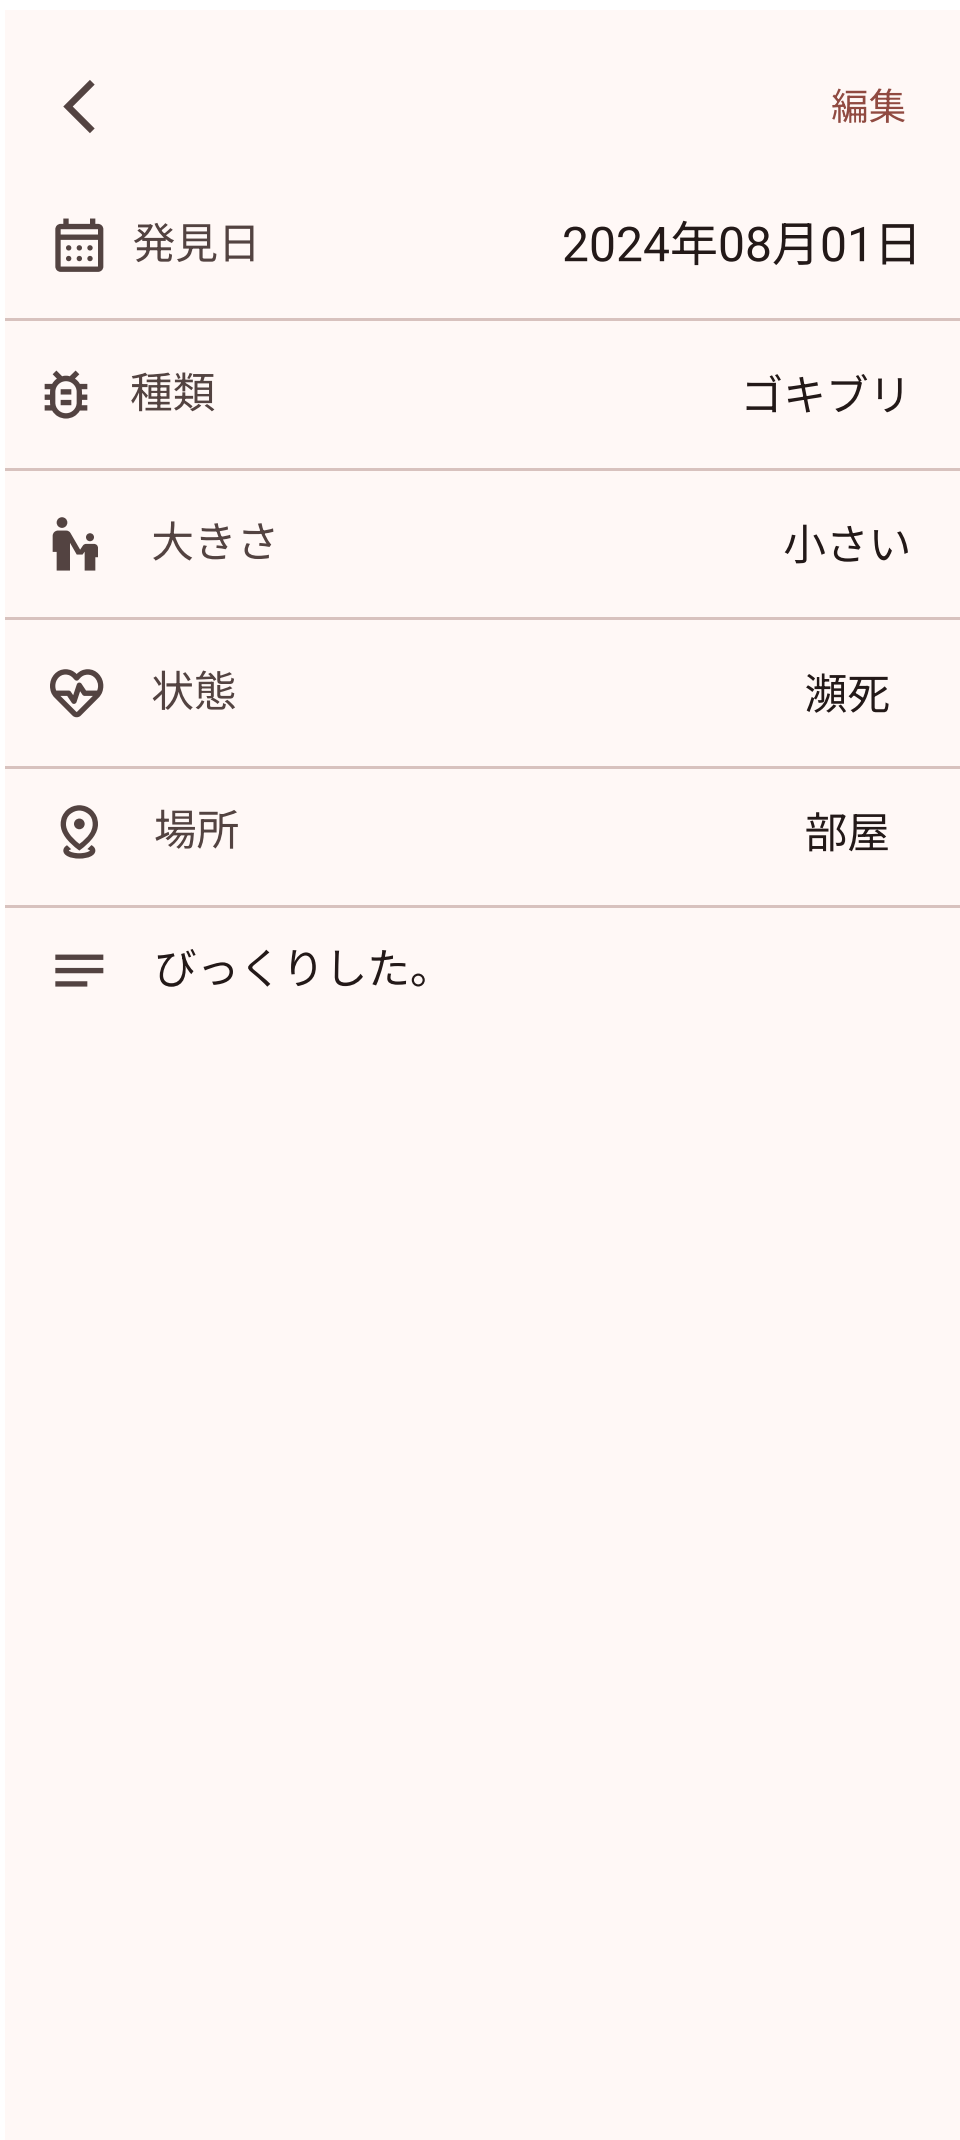 編集
発見日 2024年08月01日
種類 ゴキブリ
大きさ 小さい
状態 瀕死
場所 部屋
びっくりした。